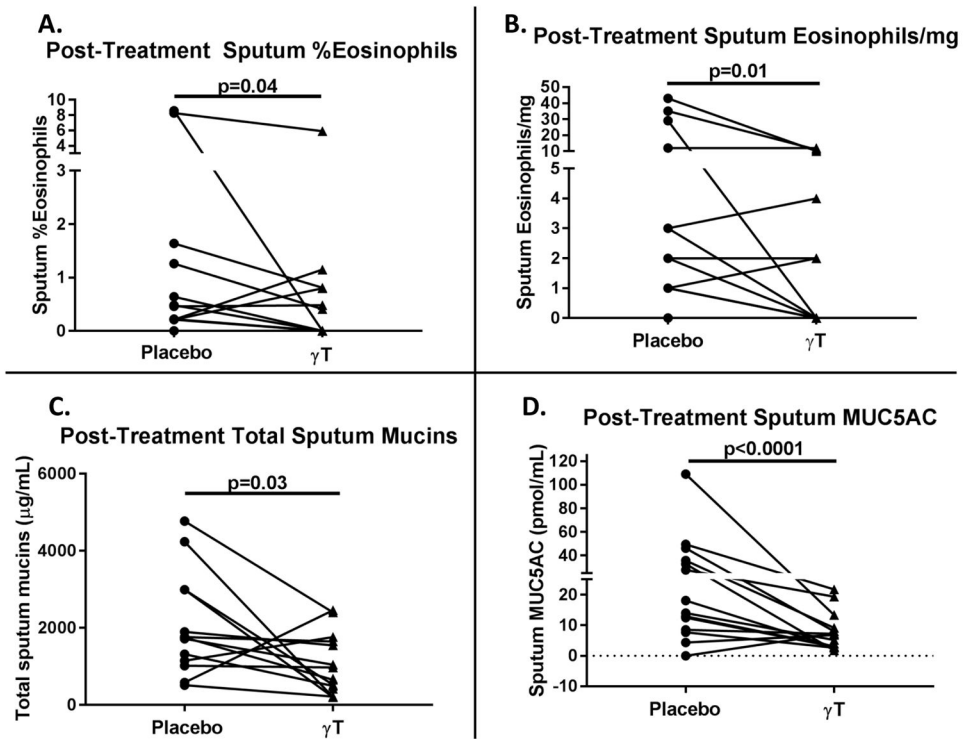 A.
Post-Treatment Sputum %Eosinophils
p=0.04
Sputum %Eosinophils
10
8
6
4
3
2
1
0
Placebo
γT
B.
Post-Treatment Sputum Eosinophils/mg
p=0.01
Sputum Eosinophils/mg
50
40
30
20
10
5
4
3
2
1
0
Placebo
γT
C.
Post-Treatment Total Sputum Mucins
p=0.03
Total sputum mucins (μg/mL)
6000
4000
2000
0
Placebo
γT
D.
Post-Treatment Sputum MUC5AC
p<0.0001
Sputum MUC5AC (pmol/mL)
120
100
80
60
40
20
10
0
-10
Placebo
γT